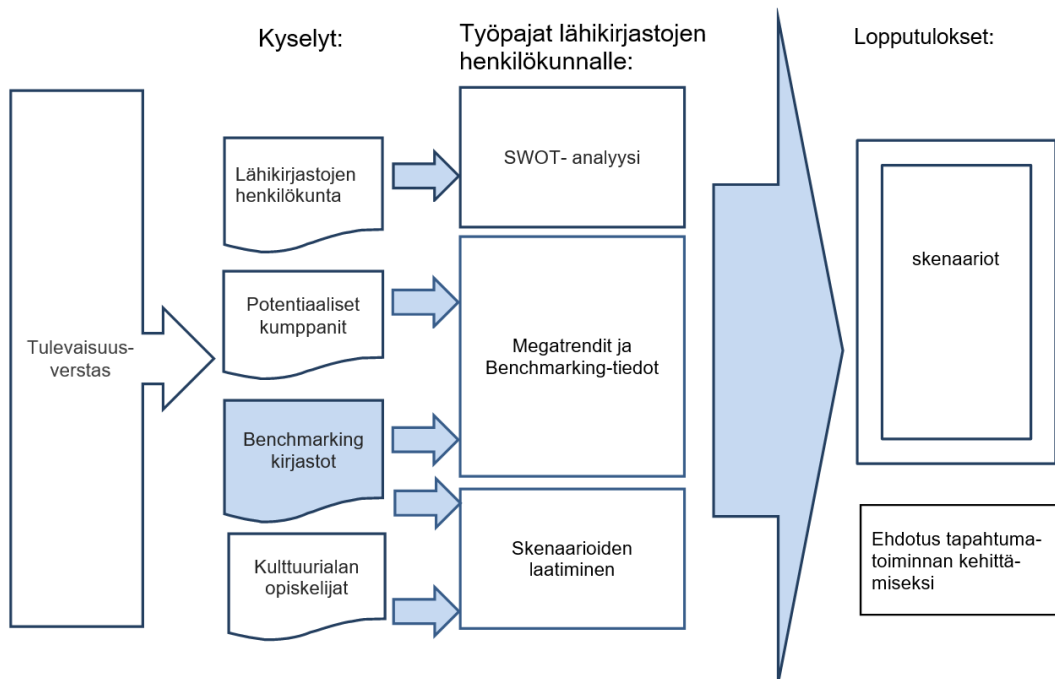 Kyselyt:
Työpajat lähikirjastojen
henkilökunnalle:
Lopputulokset:
Tulevaisuus-
verstas
Lähikirjastojen
henkilökunta
Potentiaaliset
kumppanit
Benchmarking
kirjastot
Kulttuurialan
opiskelijat
SWOT- analyysi
Megatrendit ja
Benchmarking-tiedot
Skenaarioiden
laatiminen
skenaariot
Ehdotus tapahtuma-
toiminnan kehittä-
miseksi